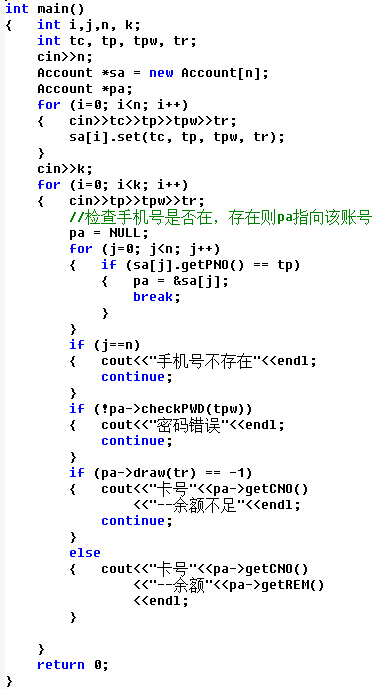 int main()
{   int i,j,n, k;
    int tc, tp, tpw, tr;
    cin>>n;
    Account *sa = new Account[n];
    Account *pa;
    for (i=0; i<n; i++)
    {   cin>>tc>>tp>>tpw>>tr;
        sa[i].set(tc, tp, tpw, tr);
    }
    cin>>k;
    for (i=0; i<k; i++)
    {   cin>>tp>>tpw>>tr;
        //检查手机号是否在，存在则pa指向该账号
        pa = NULL;
        for (j=0; j<n; j++)
        {   if (sa[j].getPNO() == tp)
            {   pa = &sa[j];
                break;
            }
        }
        if (j==n)
        {   cout<<"手机号不存在"<<endl;
            continue;
        }
        if (!pa->checkPWD(tpw))
        {   cout<<"密码错误"<<endl;
            continue;
        }
        if (pa->draw(tr) == -1)
        {   cout<<"卡号"<<pa->getCNO()
                <<"--余额不足"<<endl;
            continue;
        }
        else
        {   cout<<"卡号"<<pa->getCNO()
                <<"--余额"<<pa->getREM()
                <<endl;
        }

    }
    return 0;
}